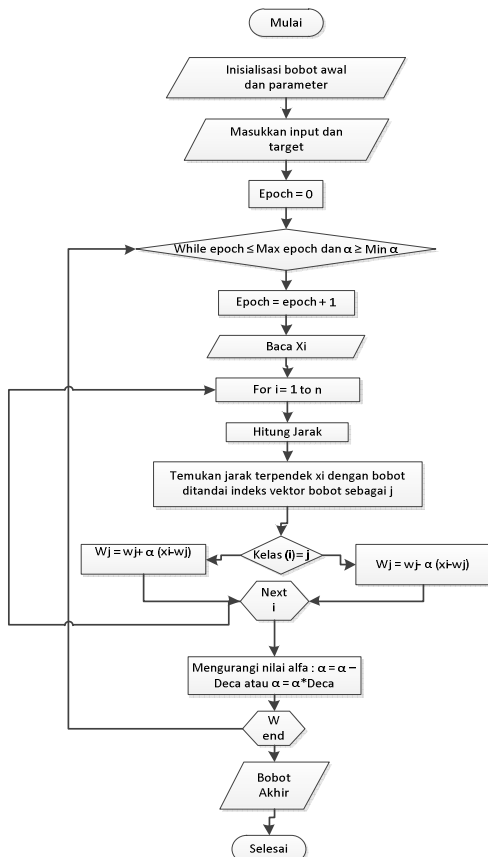 Mulai
Inisialisasi bobot awal
dan parameter
Masukkan input dan
target
Epoch = 0
While epoch ≤ Max epoch dan α ≥ Min α
Epoch = epoch + 1
Baca Xi
For i = 1 to n
Hitung Jarak
Temukan jarak terpendek xi dengan bobot
ditandai indeks vektor bobot sebagai j
Kelas (i) = j
Wj = wj+ α (xi-wj)
Wj = wj- α (xi-wj)
Next
i
Mengurangi nilai alfa : α = α –
Deca atau α = α*Deca
W
end
Bobot
Akhir
Selesai